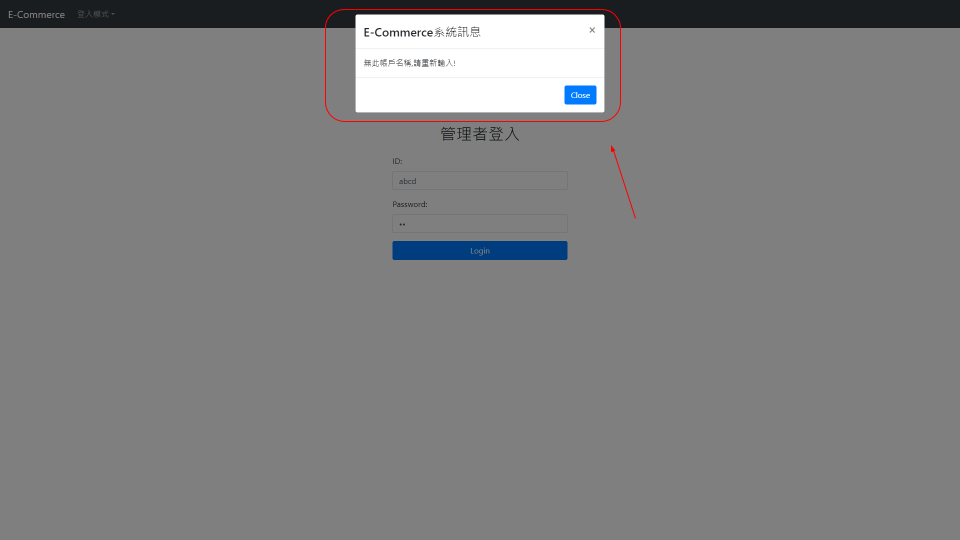 E-Commerce 登入模式
E-Commerce系統訊息 ×
無此帳戶名稱,請重新輸入!
Close
管理者登入
ID:
abcd
Password:
••
Login